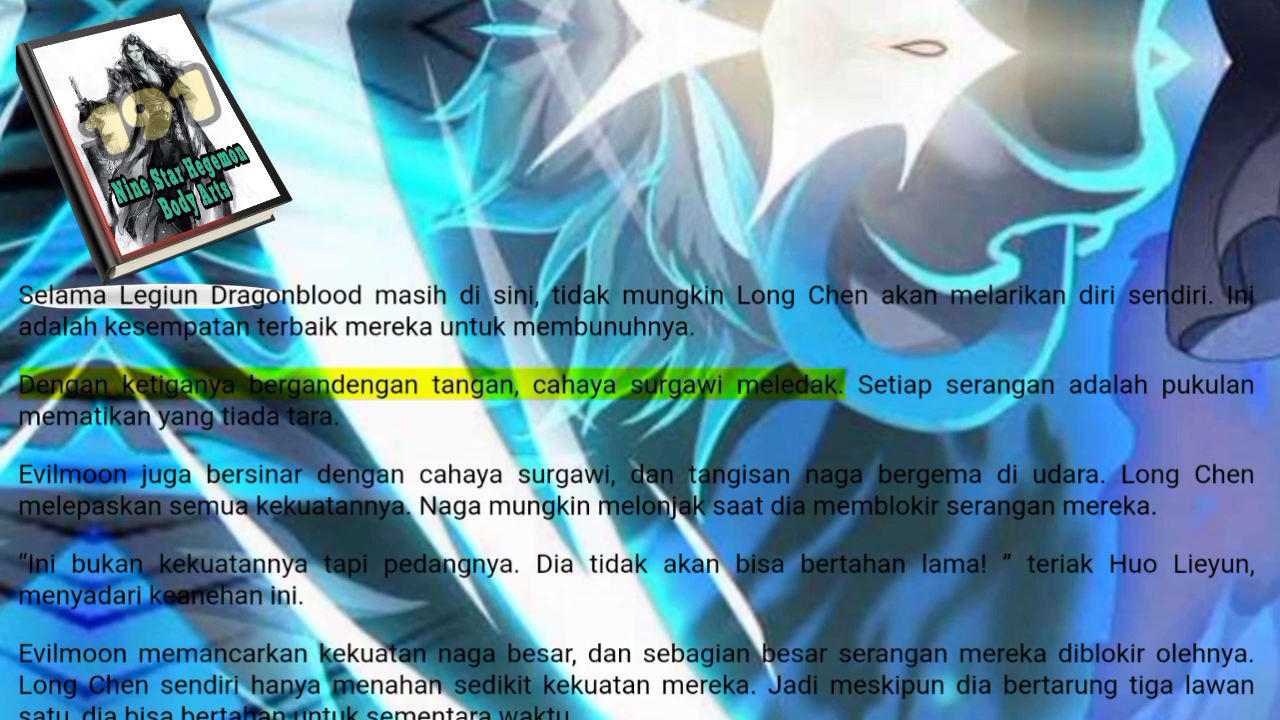 191
Nine Star Hegemon
Body Arts
Selama Legiun Dragonblood masih di sini, tidak mungkin Long Chen akan melarikan diri sendiri. Ini
adalah kesempatan terbaik mereka untuk membunuhnya.
Dengan ketiganya bergandengan tangan, cahaya surgawi meledak. Setiap serangan adalah pukulan
mematikan yang tiada tara.
Evilmoon juga bersinar dengan cahaya surgawi, dan tangisan naga bergema di udara. Long Chen
melepaskan semua kekuatannya. Naga mungkin melonjak saat dia memblokir serangan mereka.
“Ini bukan kekuatannya tapi pedangnya. Dia tidak akan bisa bertahan lama! ” teriak Huo Lieyun,
menyadari keanehan ini.
Evilmoon memancarkan kekuatan naga besar, dan sebagian besar serangan mereka diblokir olehnya.
Long Chen sendiri hanya menahan sedikit kekuatan mereka. Jadi meskipun dia bertarung tiga lawan
satu, dia bisa bertahan untuk sementara waktu.